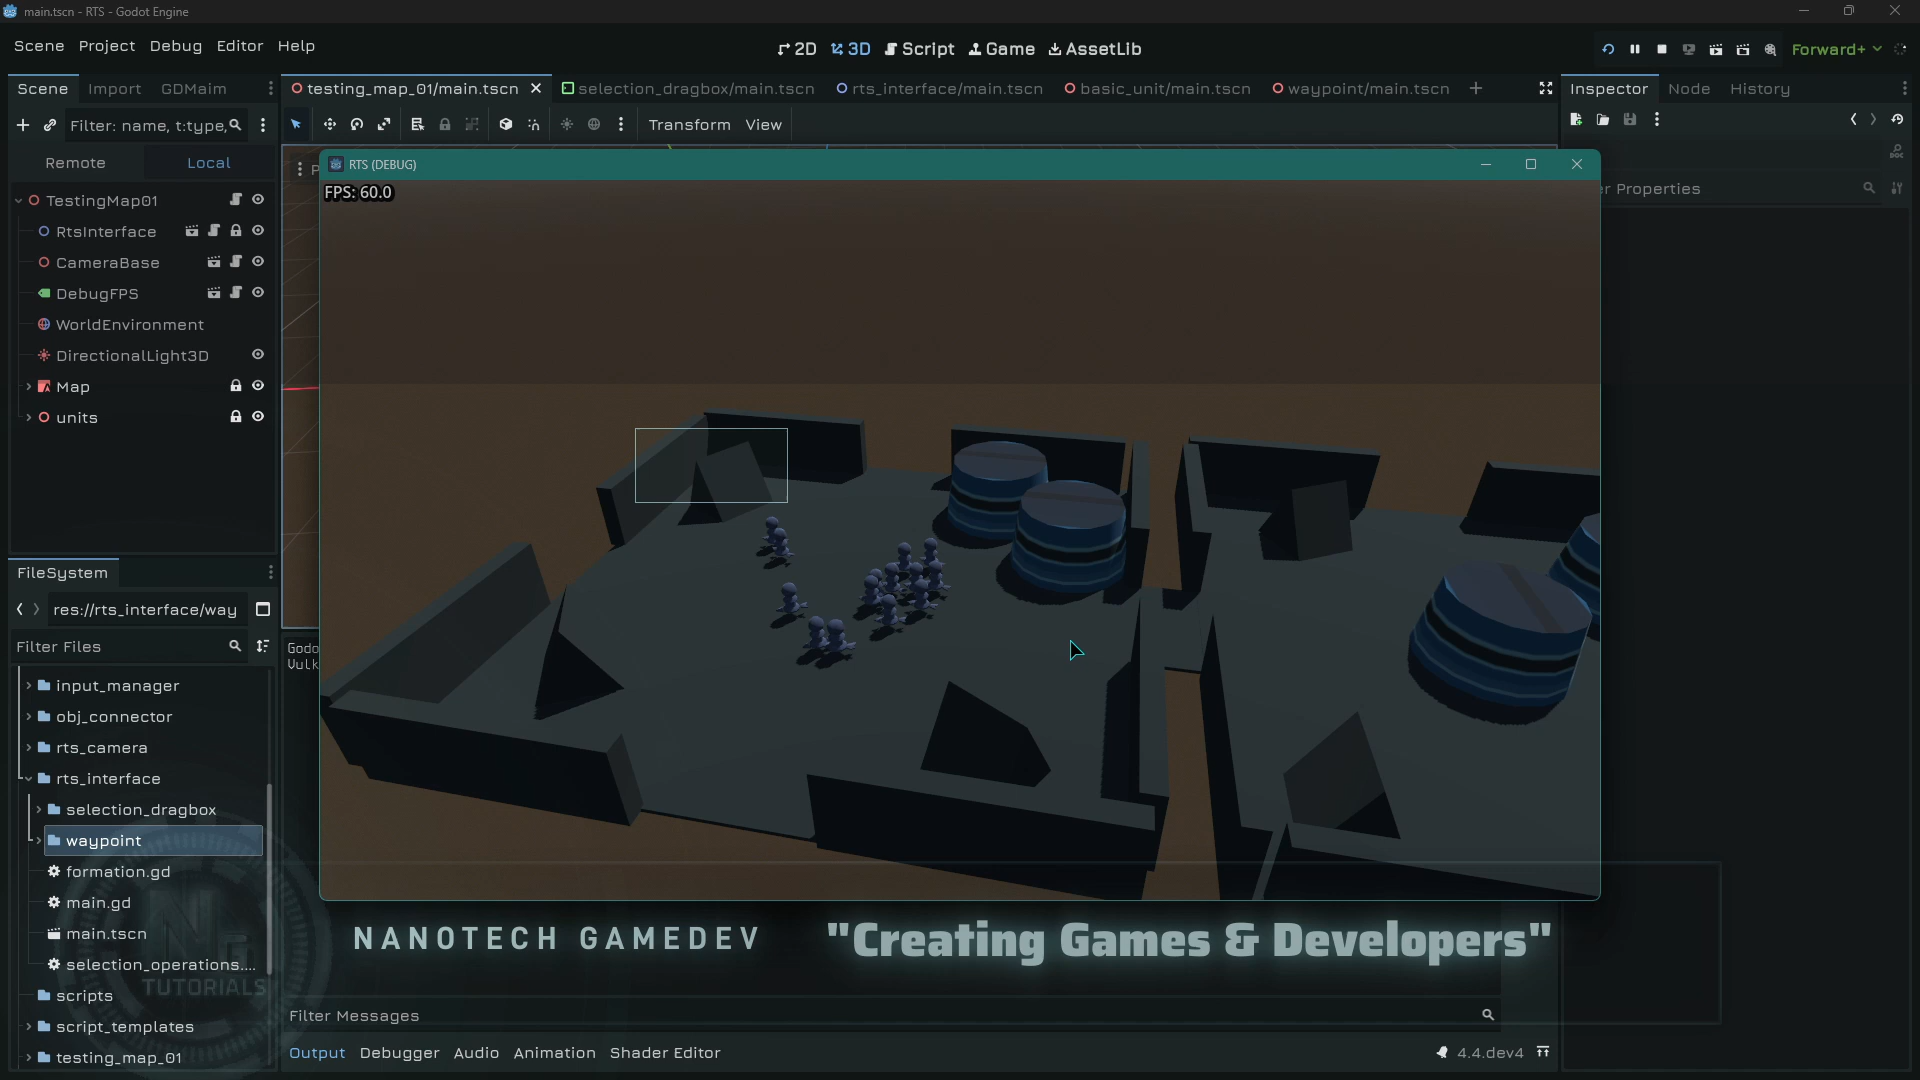 main.tscn - RTS - Godot Engine
Scene Project Debug Editor Help
2D 3D Script Game AssetLib
Forward+
Scene Import GDMaim
testing_map_01/main.tscn selection_dragbox/main.tscn rts_interface/main.tscn basic_unit/main.tscn waypoint/main.tscn
Inspector Node History
Filter: name, t:type,
Transform View
Remote Local
RTS (DEBUG)
FPS: 60.0
r Properties
TestingMap01
RtsInterface
CameraBase
DebugFPS
WorldEnvironment
DirectionalLight3D
Map
units
FileSystem
res://rts_interface/way
Filter Files
Godo
Vulk
input_manager
obj_connector
rts_camera
rts_interface
selection_dragbox
waypoint
formation.gd
main.gd
main.tscn
selection_operations....
TUTORIALS
scripts
script_templates
testing_map_01
NANOTECH GAMEDEV "Creating Games & Developers"
Filter Messages
Output Debugger Audio Animation Shader Editor
4.4.dev4